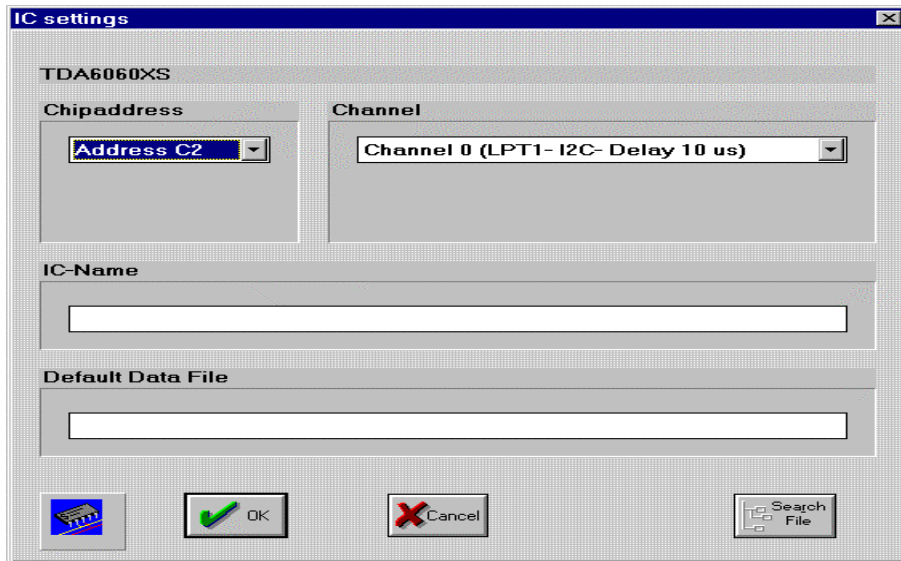 IC settings
TDA6060XS
Chipaddress
Channel
Address C2
Channel 0 (LPT1- I2C- Delay 10 us)
IC-Name
Default Data File
OK
Cancel
Search
File